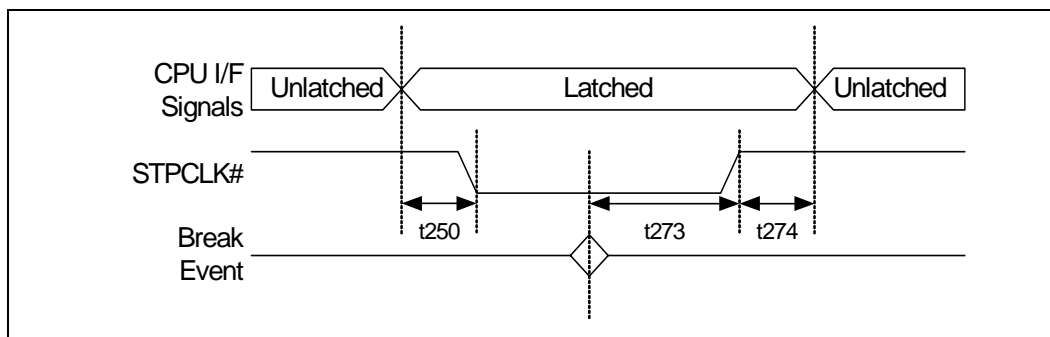 CPU I/F
Signals
Unlatched
Latched
Unlatched
STPCLK#
t250
t273
t274
Break
Event